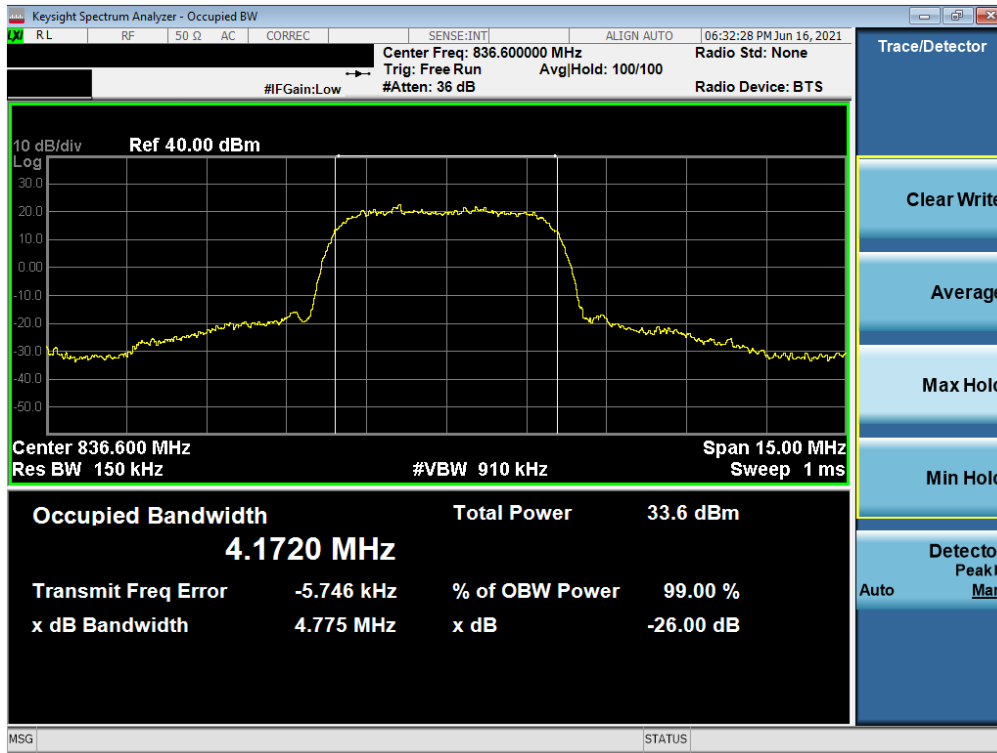 Keysight Spectrum Analyzer - Occupied BW
LXI RL RF 50 Ω AC CORREC SENSE:INT ALIGN AUTO 06:32:28 PM Jun 16, 2021
Center Freq: 836.600000 MHz Radio Std: None
Trig: Free Run Avg|Hold: 100/100
#IFGain:Low #Atten: 36 dB Radio Device: BTS
Trace/Detector
10 dB/div Ref 40.00 dBm
Log
30.0
20.0
10.0
0.00
-10.0
-20.0
-30.0
-40.0
-50.0
Center 836.600 MHz Span 15.00 MHz
Res BW 150 kHz #VBW 910 kHz Sweep 1 ms
Occupied Bandwidth Total Power 33.6 dBm
4.1720 MHz
Transmit Freq Error -5.746 kHz % of OBW Power 99.00 %
x dB Bandwidth 4.775 MHz x dB -26.00 dB
Clear Write
Average
Max Hold
Min Hold
Detector
Peak
Auto Man
MSG STATUS